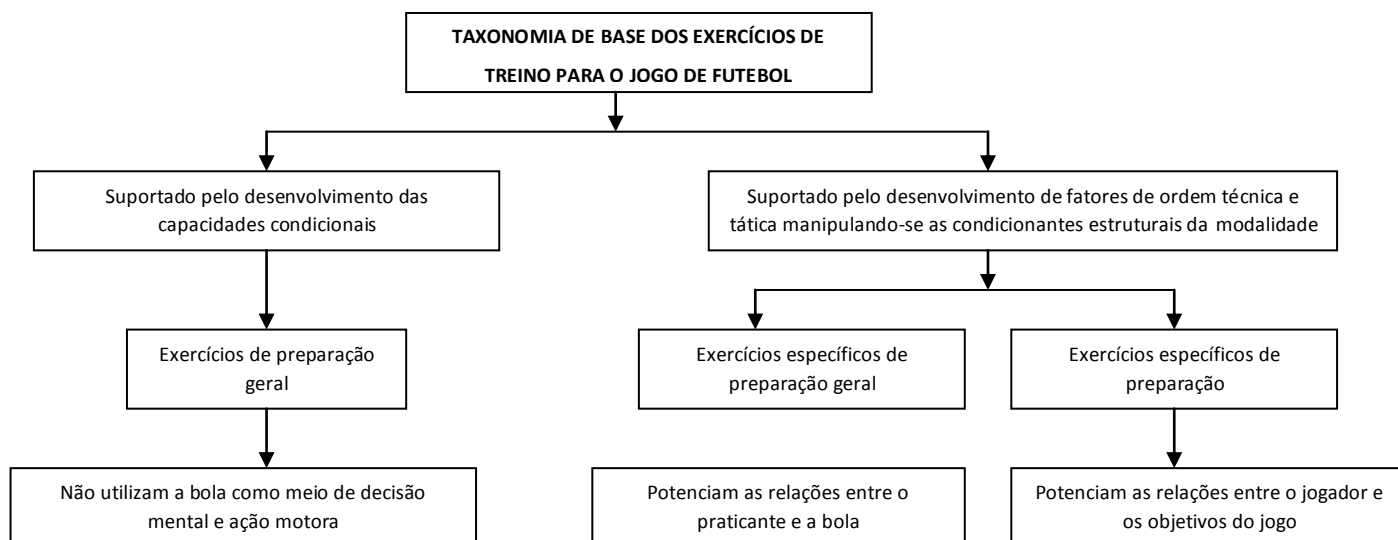 TAXONOMIA DE BASE DOS EXERCÍCIOS DE
TREINO PARA O JOGO DE FUTEBOL
Suportado pelo desenvolvimento das
capacidades condicionais
Suportado pelo desenvolvimento de fatores de ordem técnica e
tática manipulando-se as condicionantes estruturais da modalidade
Exercícios de preparação
geral
Exercícios específicos de
preparação geral
Exercícios específicos de
preparação
Não utilizam a bola como meio de decisão
mental e ação motora
Potenciam as relações entre o
praticante e a bola
Potenciam as relações entre o jogador e
os objetivos do jogo